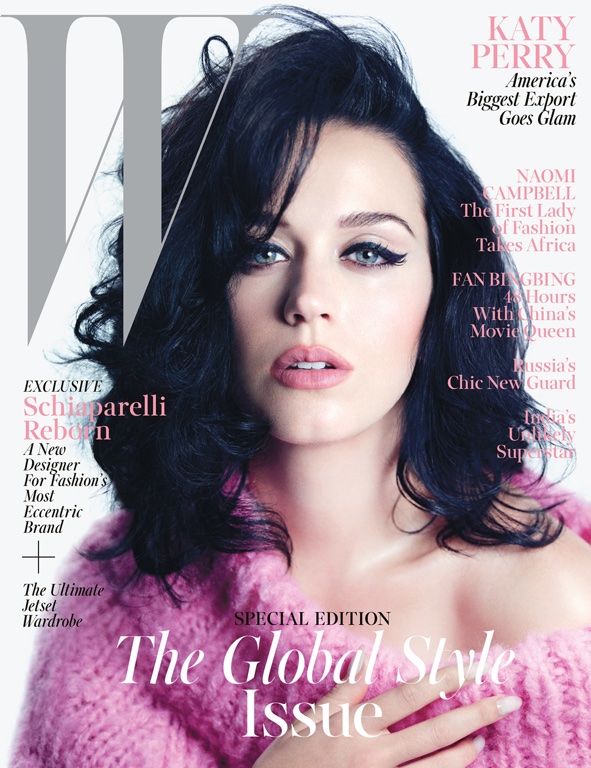 W
KATY
PERRY
America's
Biggest Export
Goes Glam
NAOMI
CAMPBELL
The First Lady
of Fashion
Takes Africa
FAN BINGBING
48 Hours
With China's
Movie Queen
Russia's
Chic New Guard
India's
Unlikely
Superstar
EXCLUSIVE
Schiaparelli
Reborn
A New
Designer
For Fashion's
Most
Eccentric
Brand
+
The Ultimate
Jetset
Wardrobe
SPECIAL EDITION
The Global Style
Issue